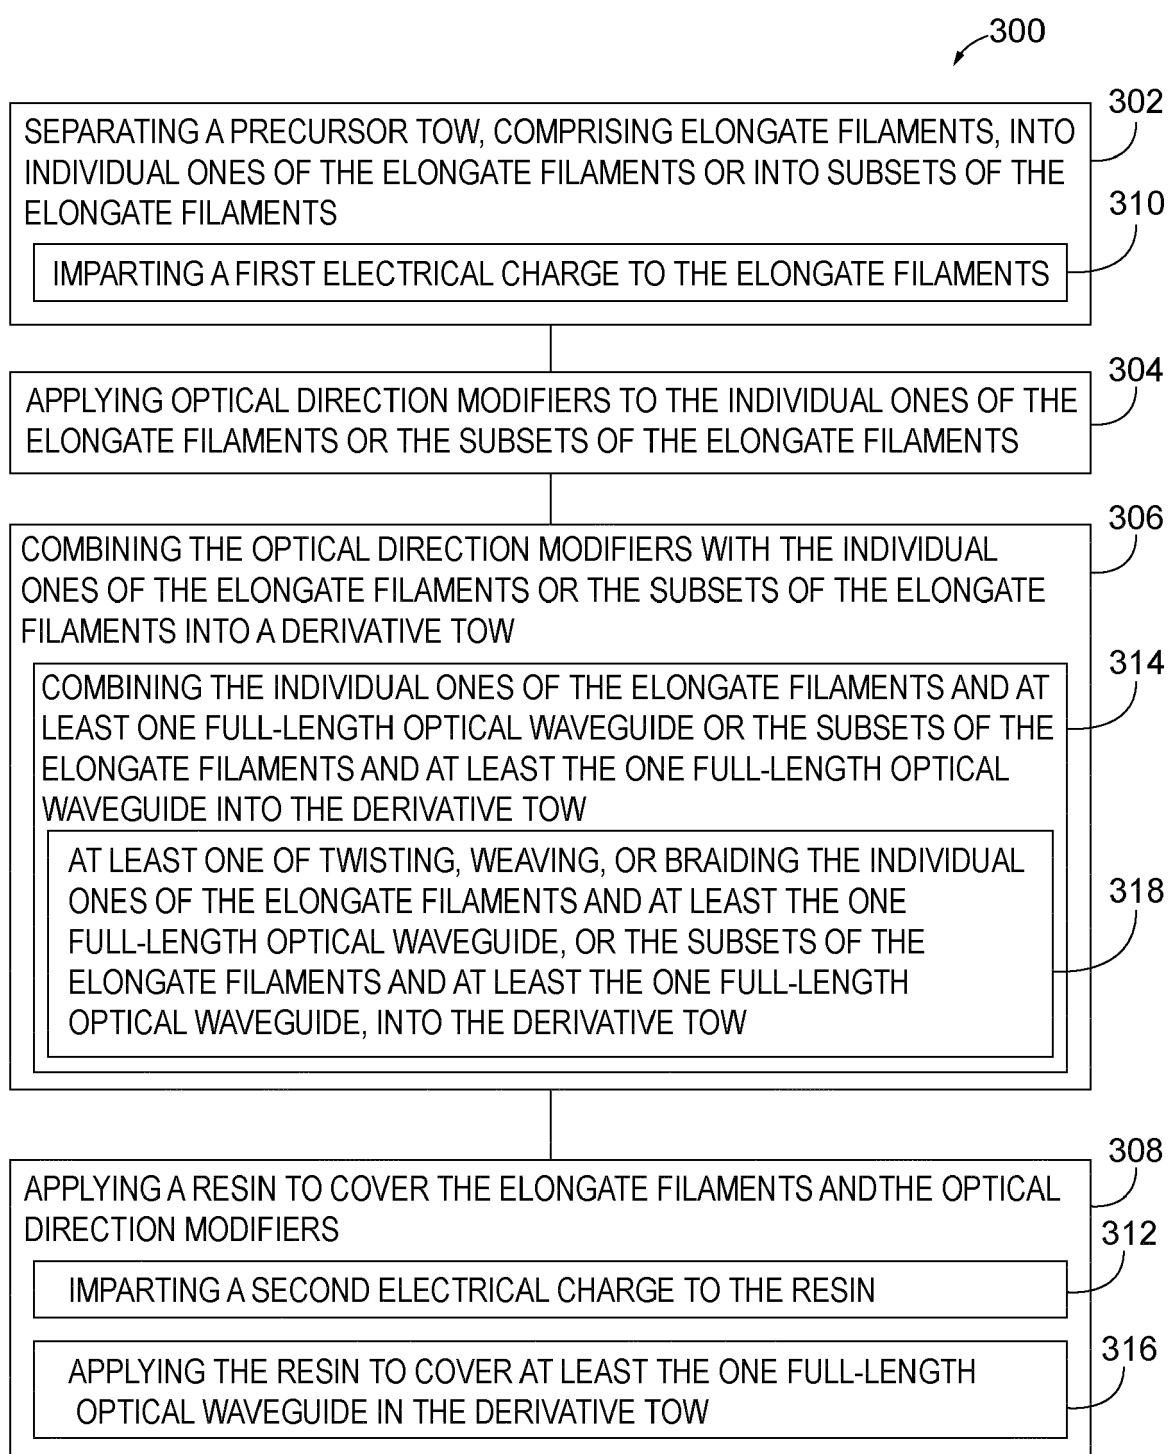 300
302
SEPARATING A PRECURSOR TOW, COMPRISING ELONGATE FILAMENTS, INTO
INDIVIDUAL ONES OF THE ELONGATE FILAMENTS OR INTO SUBSETS OF THE
ELONGATE FILAMENTS
310
IMPARTING A FIRST ELECTRICAL CHARGE TO THE ELONGATE FILAMENTS
304
APPLYING OPTICAL DIRECTION MODIFIERS TO THE INDIVIDUAL ONES OF THE
ELONGATE FILAMENTS OR THE SUBSETS OF THE ELONGATE FILAMENTS
306
COMBINING THE OPTICAL DIRECTION MODIFIERS WITH THE INDIVIDUAL
ONES OF THE ELONGATE FILAMENTS OR THE SUBSETS OF THE ELONGATE
FILAMENTS INTO A DERIVATIVE TOW
314
COMBINING THE INDIVIDUAL ONES OF THE ELONGATE FILAMENTS AND AT
LEAST ONE FULL-LENGTH OPTICAL WAVEGUIDE OR THE SUBSETS OF THE
ELONGATE FILAMENTS AND AT LEAST THE ONE FULL-LENGTH OPTICAL
WAVEGUIDE INTO THE DERIVATIVE TOW
AT LEAST ONE OF TWISTING, WEAVING, OR BRAIDING THE INDIVIDUAL
318
ONES OF THE ELONGATE FILAMENTS AND AT LEAST THE ONE
FULL-LENGTH OPTICAL WAVEGUIDE, OR THE SUBSETS OF THE
ELONGATE FILAMENTS AND AT LEAST THE ONE FULL-LENGTH
OPTICAL WAVEGUIDE, INTO THE DERIVATIVE TOW
308
APPLYING A RESIN TO COVER THE ELONGATE FILAMENTS ANDTHE OPTICAL
DIRECTION MODIFIERS
312
IMPARTING A SECOND ELECTRICAL CHARGE TO THE RESIN
316
APPLYING THE RESIN TO COVER AT LEAST THE ONE FULL-LENGTH
OPTICAL WAVEGUIDE IN THE DERIVATIVE TOW